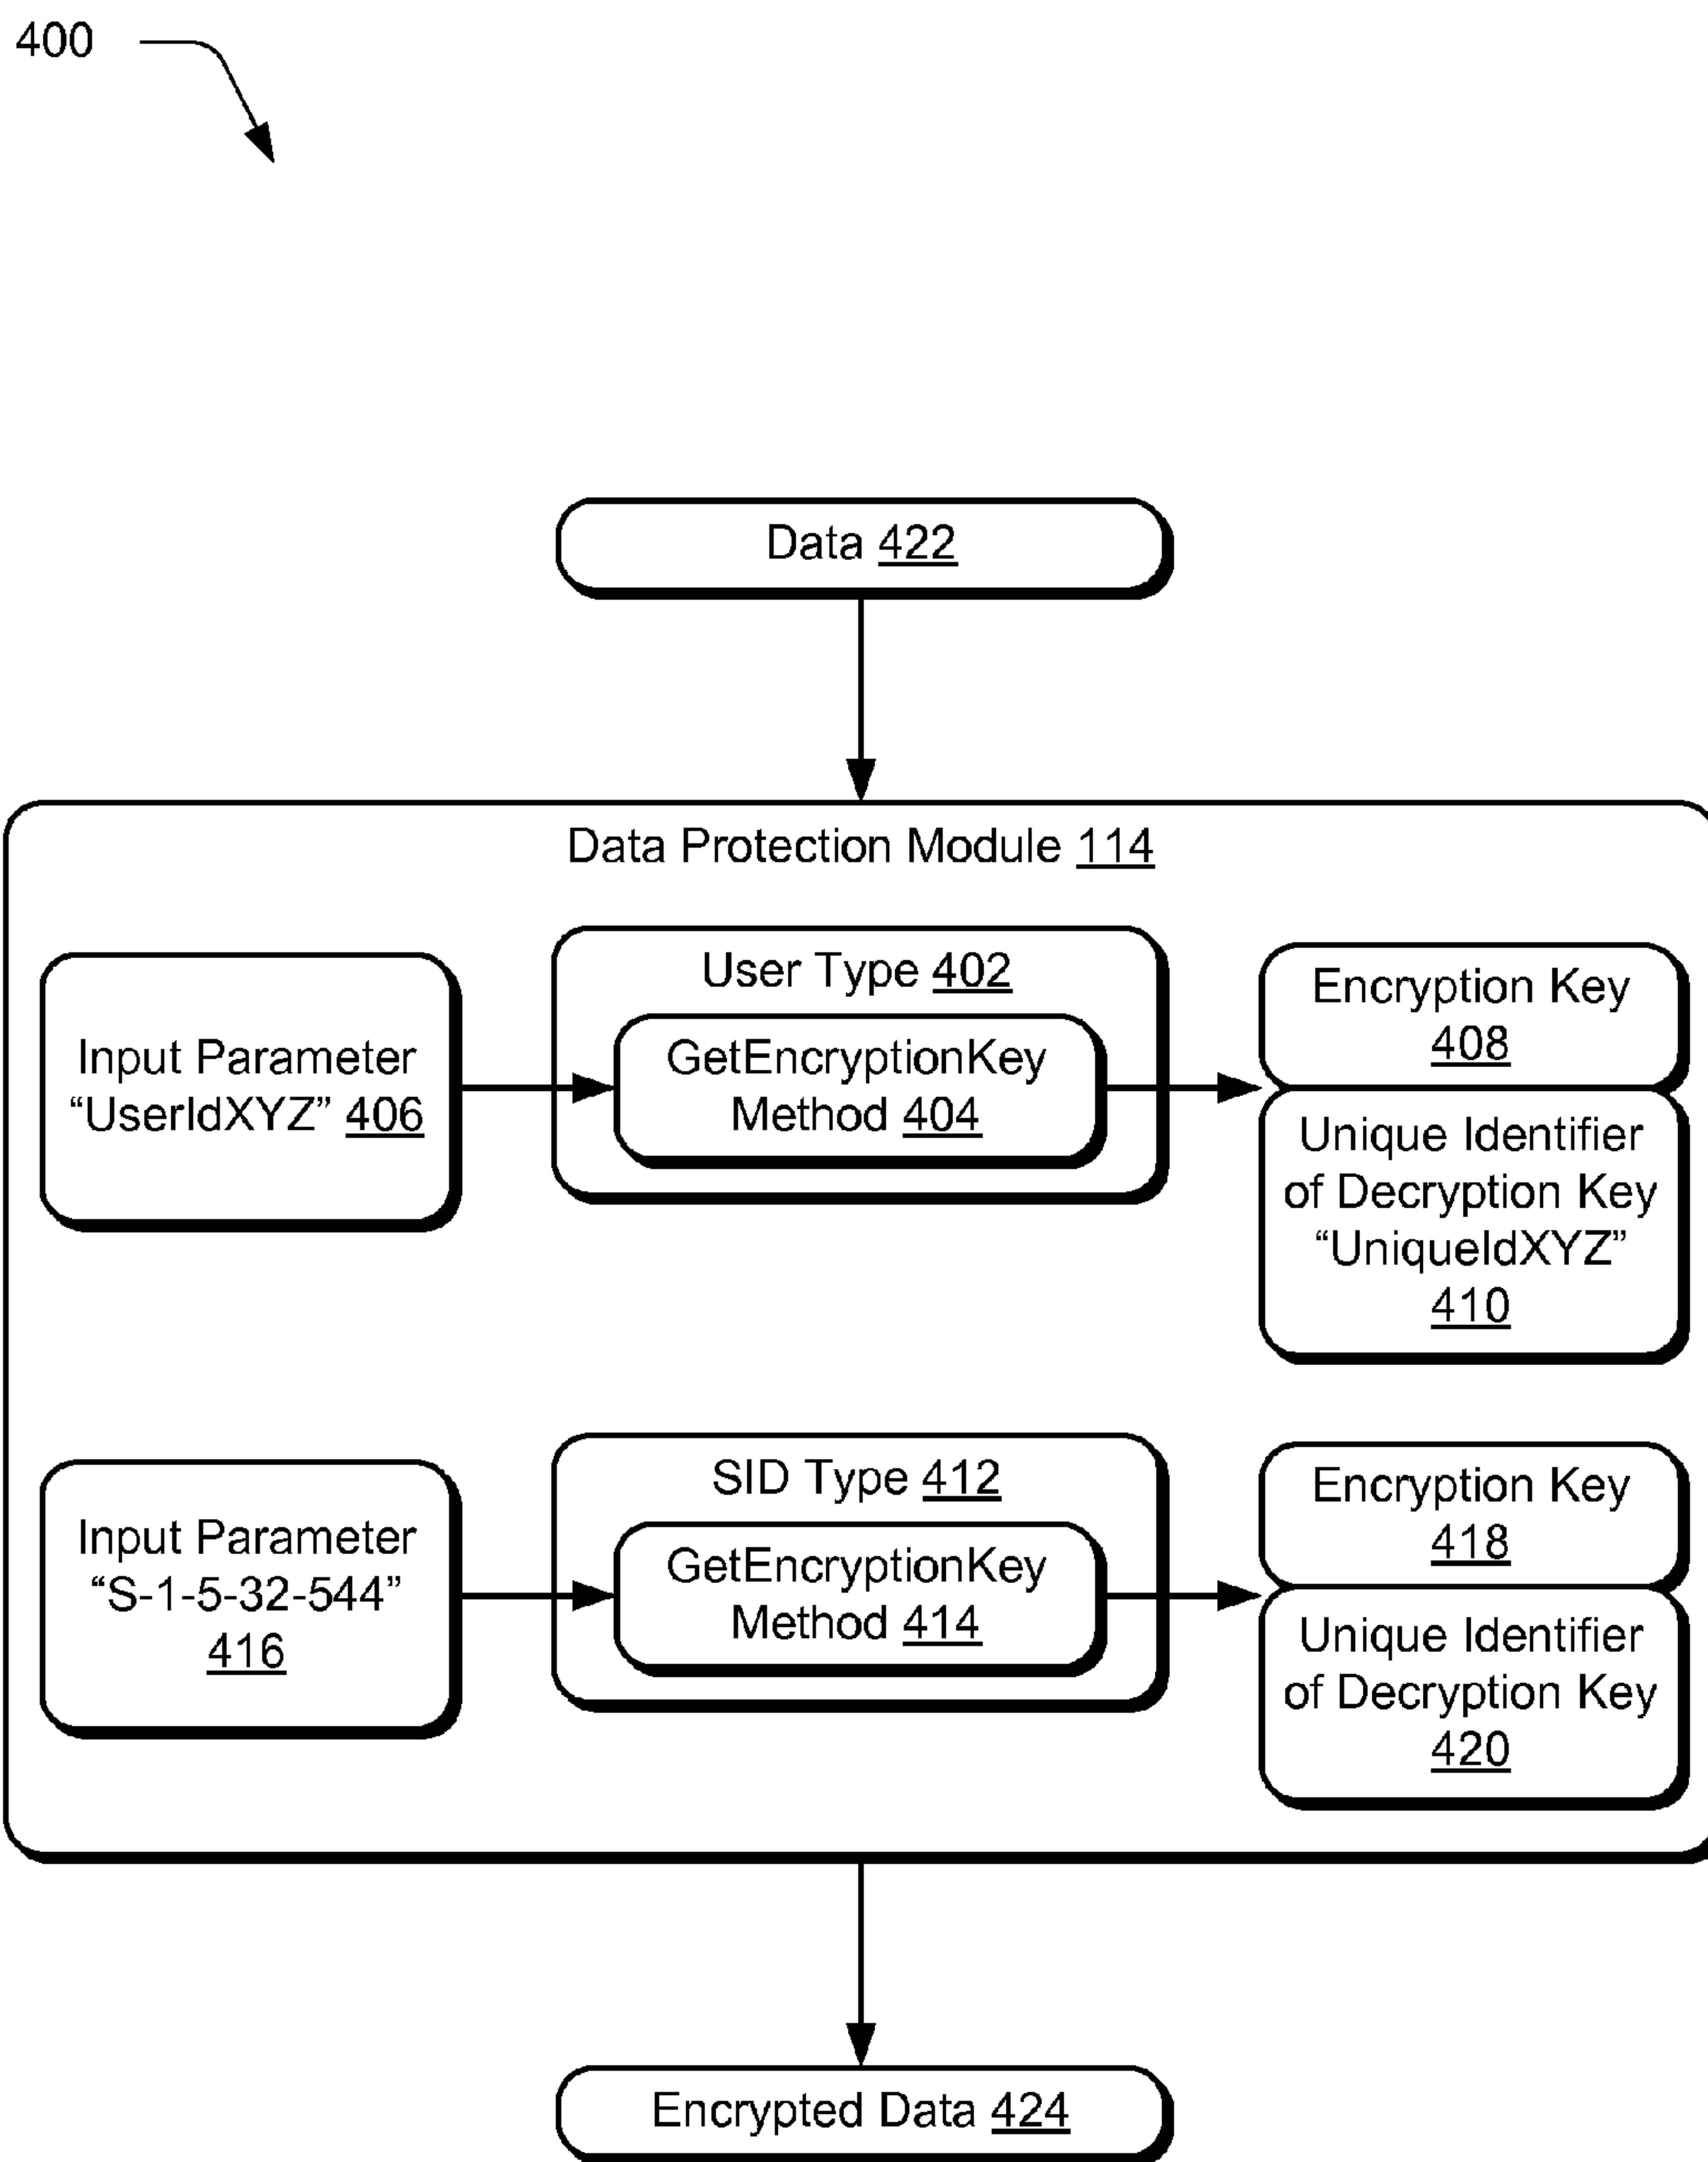 400
Data 422
Data Protection Module 114
Input Parameter
“UserIdXYZ” 406
User Type 402
GetEncryptionKey
Method 404
Encryption Key
408
Unique Identifier
of Decryption Key
“UniqueIdXYZ”
410
Input Parameter
“S-1-5-32-544”
416
SID Type 412
GetEncryptionKey
Method 414
Encryption Key
418
Unique Identifier
of Decryption Key
420
Encrypted Data 424